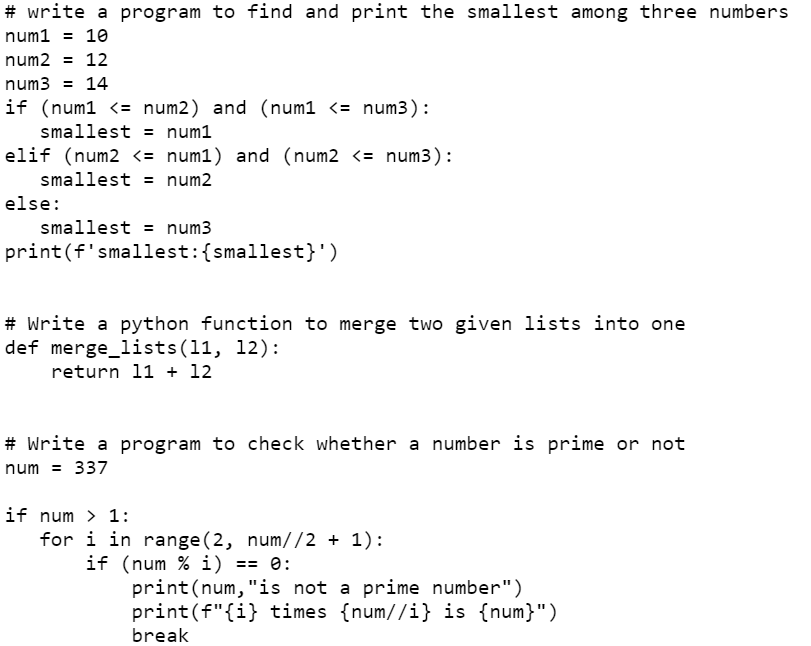 # write a program to find and print the smallest among three numbers
num1 = 10
num2 = 12
num3 = 14
if (num1 <= num2) and (num1 <= num3):
   smallest = num1
elif (num2 <= num1) and (num2 <= num3):
   smallest = num2
else:
   smallest = num3
print(f'smallest:{smallest}')


# Write a python function to merge two given lists into one
def merge_lists(l1, l2):
    return l1 + l2


# Write a program to check whether a number is prime or not
num = 337

if num > 1:
   for i in range(2, num//2 + 1):
       if (num % i) == 0:
           print(num,"is not a prime number")
           print(f"{i} times {num//i} is {num}")
           break